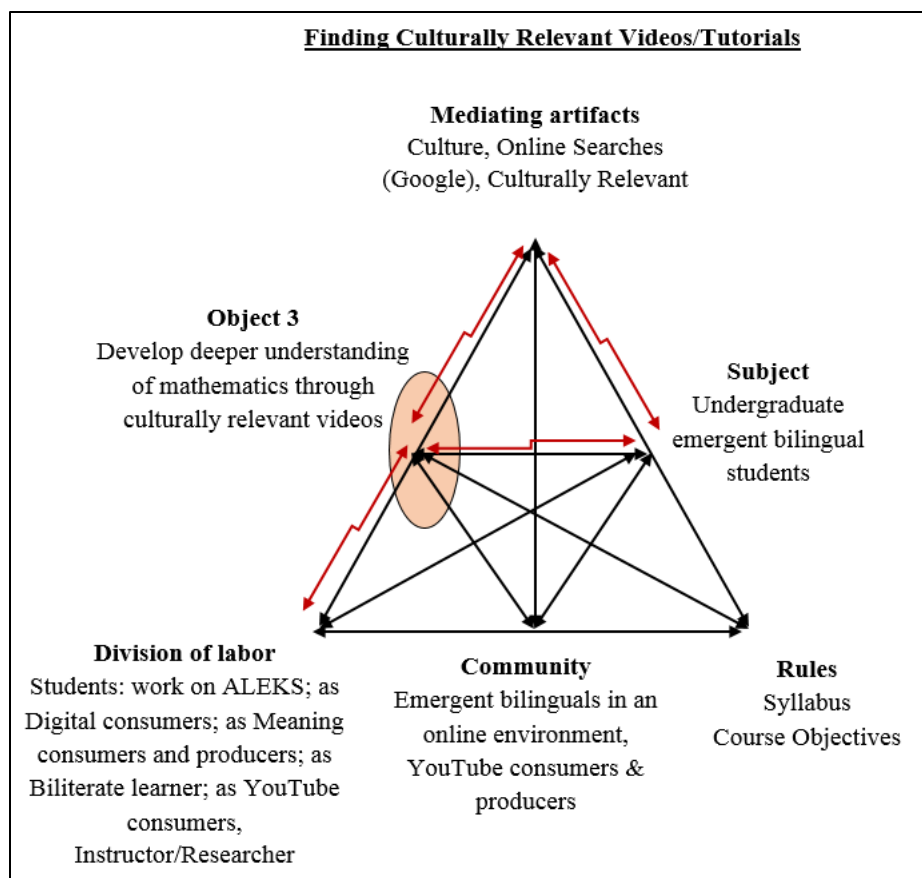 Finding Culturally Relevant Videos/Tutorials
Mediating artifacts
Culture, Online Searches
(Google), Culturally Relevant
Object 3
Develop deeper understanding
of mathematics through
culturally relevant videos
Subject
Undergraduate
emergent bilingual
students
Division of labor
Students: work on ALEKS; as
Digital consumers; as Meaning
consumers and producers; as
Biliterate learner; as YouTube
consumers,
Instructor/Researcher
Community
Emergent bilinguals in an
online environment,
YouTube consumers &
producers
Rules
Syllabus
Course Objectives